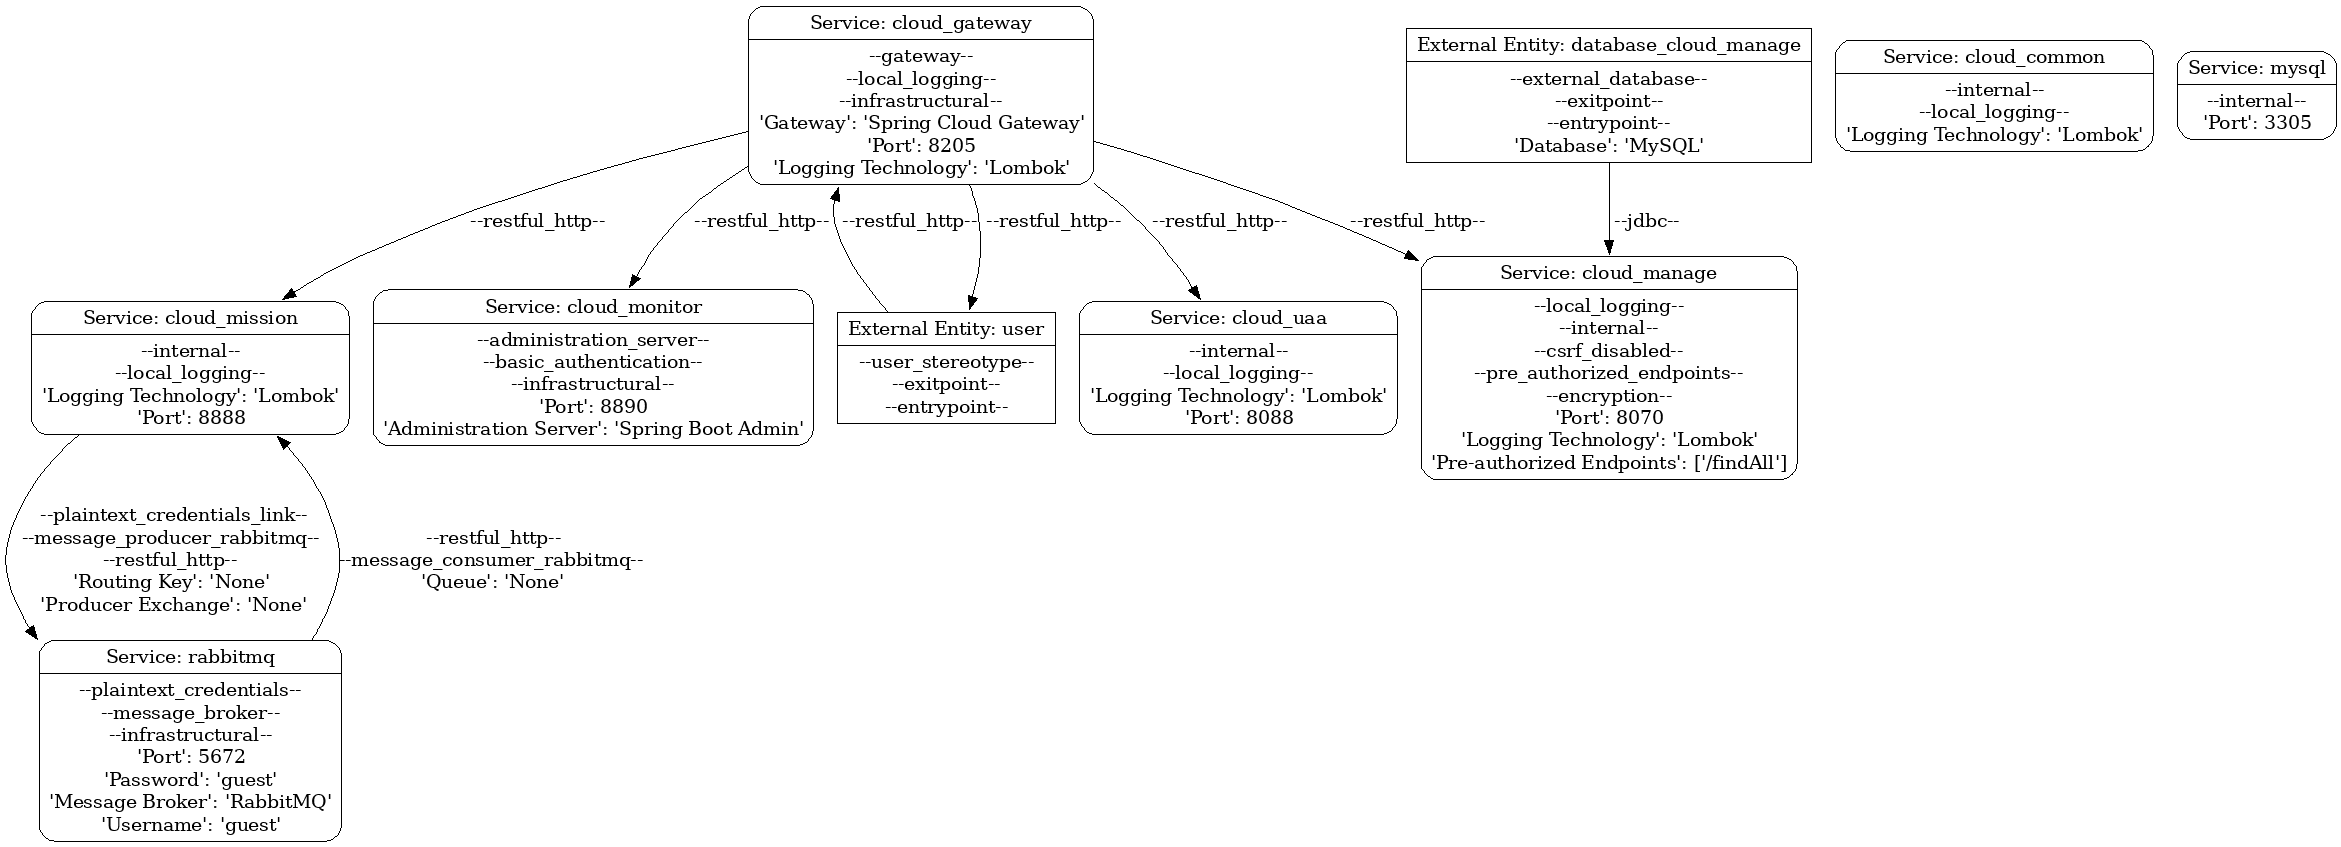 Service: cloud_gateway
--gateway--
--local_logging--
--infrastructural--
'Gateway': 'Spring Cloud Gateway'
'Port': 8205
'Logging Technology': 'Lombok'
External Entity: database_cloud_manage
--external_database--
--exitpoint--
--entrypoint--
'Database': 'MySQL'
Service: cloud_common
--internal--
--local_logging--
'Logging Technology': 'Lombok'
Service: mysql
--internal--
'Port': 3305
--restful_http--
--restful_http--
--restful_http--
--restful_http--
--restful_http--
--restful_http--
--jdbc--
Service: cloud_mission
--internal--
--local_logging--
'Logging Technology': 'Lombok'
'Port': 8888
Service: cloud_monitor
--administration_server--
--basic_authentication--
--infrastructural--
'Port': 8890
'Administration Server': 'Spring Boot Admin'
External Entity: user
--user_stereotype--
--exitpoint--
--entrypoint--
Service: cloud_uaa
--internal--
--local_logging--
'Logging Technology': 'Lombok'
'Port': 8088
Service: cloud_manage
--local_logging--
--internal--
--csrf_disabled--
--pre_authorized_endpoints--
--encryption--
'Port': 8070
'Logging Technology': 'Lombok'
'Pre-authorized Endpoints': ['/findAll']
--plaintext_credentials_link--
--message_producer_rabbitmq--
--restful_http--
'Routing Key': 'None'
'Producer Exchange': 'None'
--restful_http--
--message_consumer_rabbitmq--
'Queue': 'None'
Service: rabbitmq
--plaintext_credentials--
--message_broker--
--infrastructural--
'Port': 5672
'Password': 'guest'
'Message Broker': 'RabbitMQ'
'Username': 'guest'